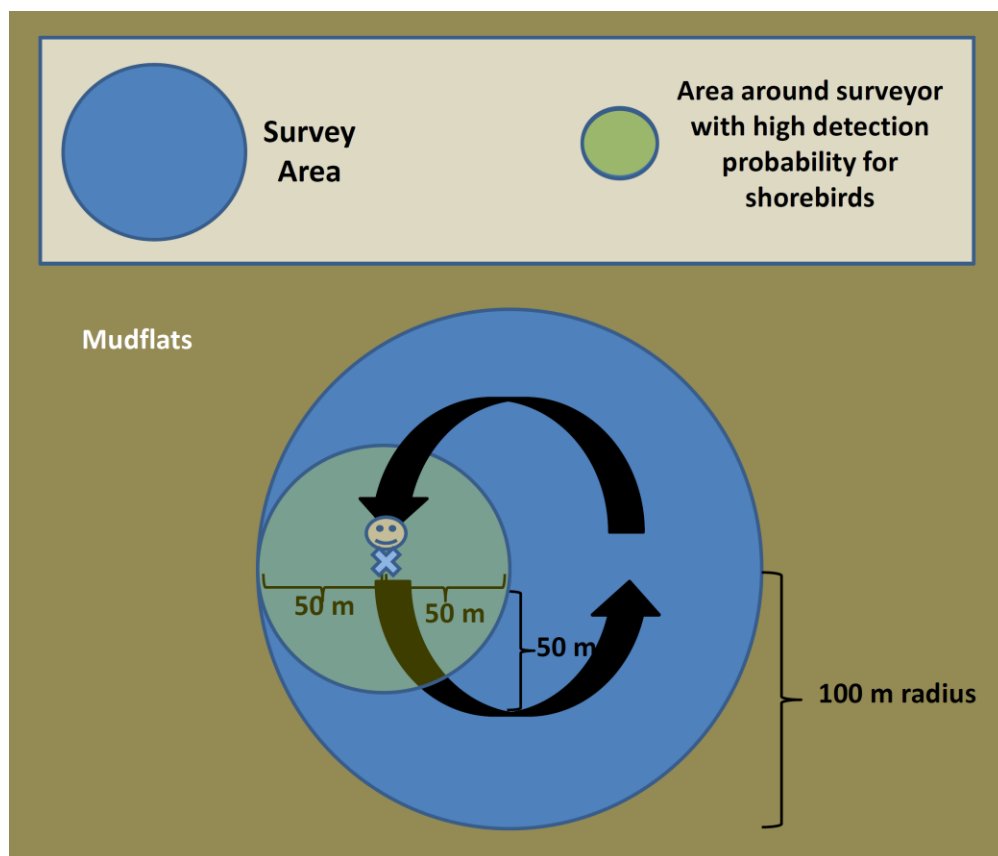 Survey
Area
Area around surveyor
with high detection
probability for
shorebirds
Mudflats
50 m
50 m
50 m
100 m radius